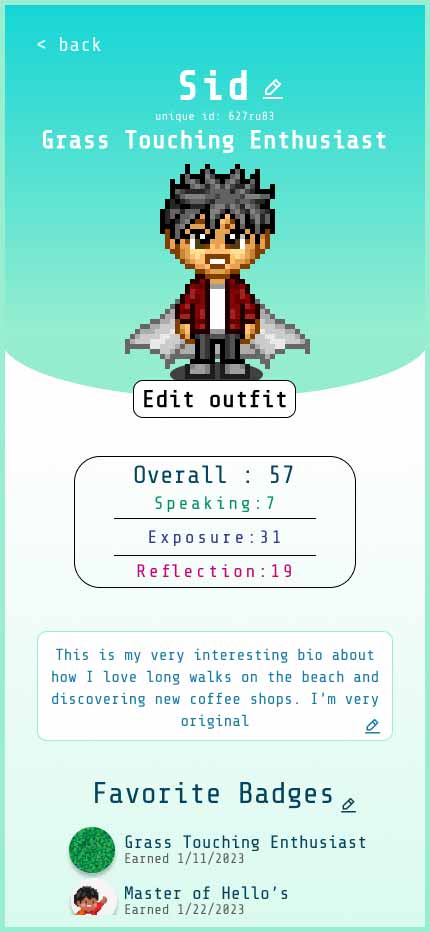 < back
Sid
unique id: 627ru83
Grass Touching Enthusiast
Edit outfit
Overall : 57
Speaking:7
Exposure:31
Reflection:19
This is my very interesting bio about
how I love long walks on the beach and
discovering new coffee shops. I'm very
original
Favorite Badges
Grass Touching Enthusiast
Earned 1/11/2023
Master of Hello's
Earned 1/22/2023